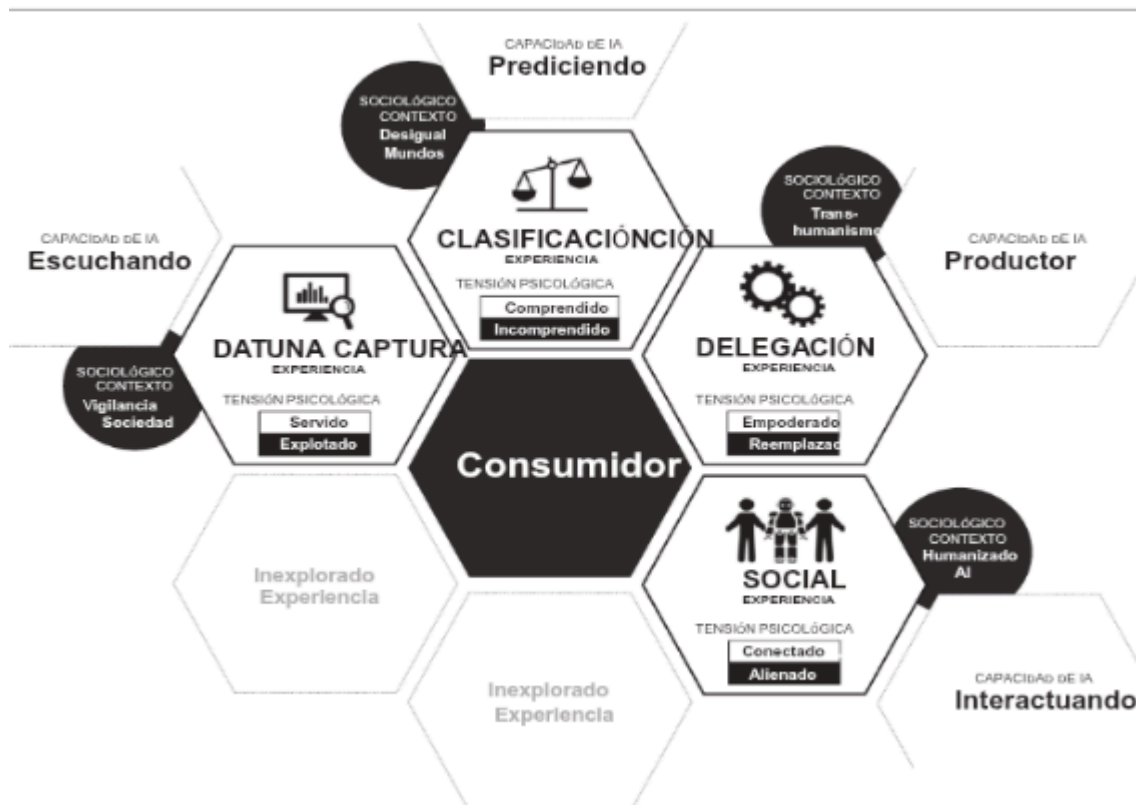 CAPACIDAD DE IA
Prediciendo
SOCIOLÓGICO
CONTEXTO
Desigual
Mundos
CLASIFICACIÓNCIÓN
EXPERIENCIA
TENSIÓN PSICOLÓGICA
Comprendido
Incomprendido
SOCIOLÓGICO
CONTEXTO
Trans-
humanismo
CAPACIDAD DE IA
Escuchando
CAPACIDAD DE IA
Productor
DATUNA CAPTURA
EXPERIENCIA
TENSIÓN PSICOLÓGICA
Servido
Explotado
SOCIOLÓGICO
CONTEXTO
Vigilancia
Sociedad
DELEGACIÓN
EXPERIENCIA
TENSIÓN PSICOLÓGICA
Empoderado
Reemplazad
Consumidor
SOCIAL
EXPERIENCIA
TENSIÓN PSICOLÓGICA
Conectado
Alienado
SOCIOLÓGICO
CONTEXTO
Humanizado
AI
Inexplorado
Experiencia
Inexplorado
Experiencia
CAPACIDAD DE IA
Interactuando